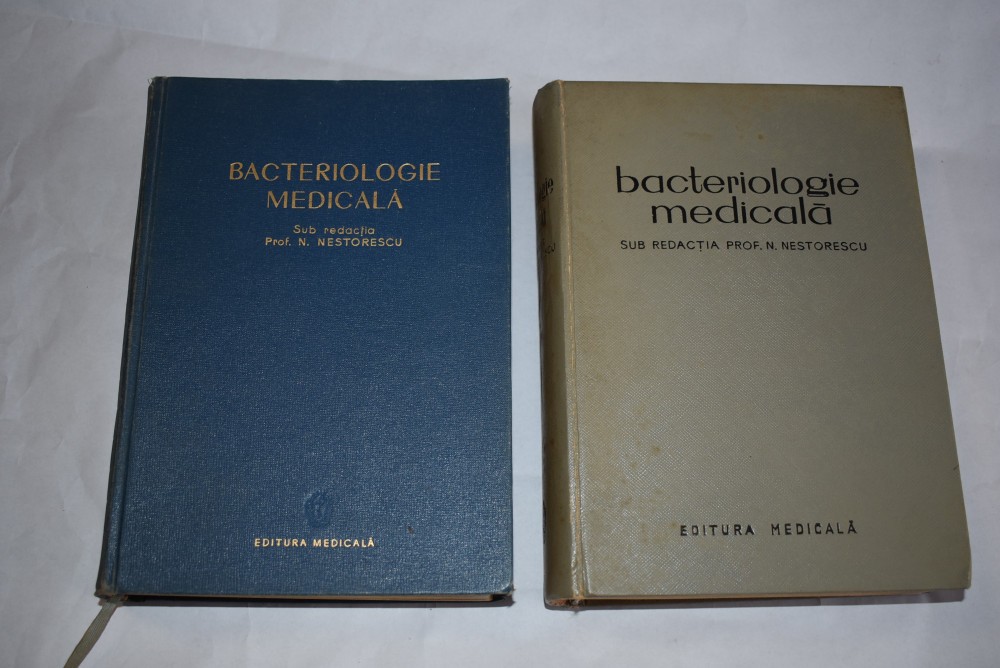 BACTERIOLOGIE
MEDICALĂ
Sub redacția
Prof. N. NESTORESCU
EDITURA MEDICALĂ
bacteriologie
medicală
SUB REDACȚIA PROF. N. NESTORESCU
EDITURA MEDICALĂ